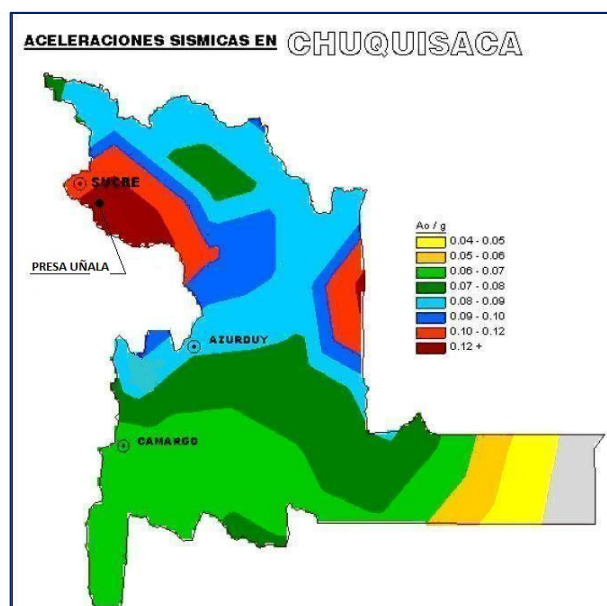 ACELERACIONES SISMICAS EN CHUQUISACA
SUCRE
PRESA UÑALA
Ao / g
0.04 - 0.05
0.05 - 0.06
0.06 - 0.07
0.07 - 0.08
0.08 - 0.09
0.09 - 0.10
0.10 - 0.12
0.12 +
AZURDUY
CAMARGO